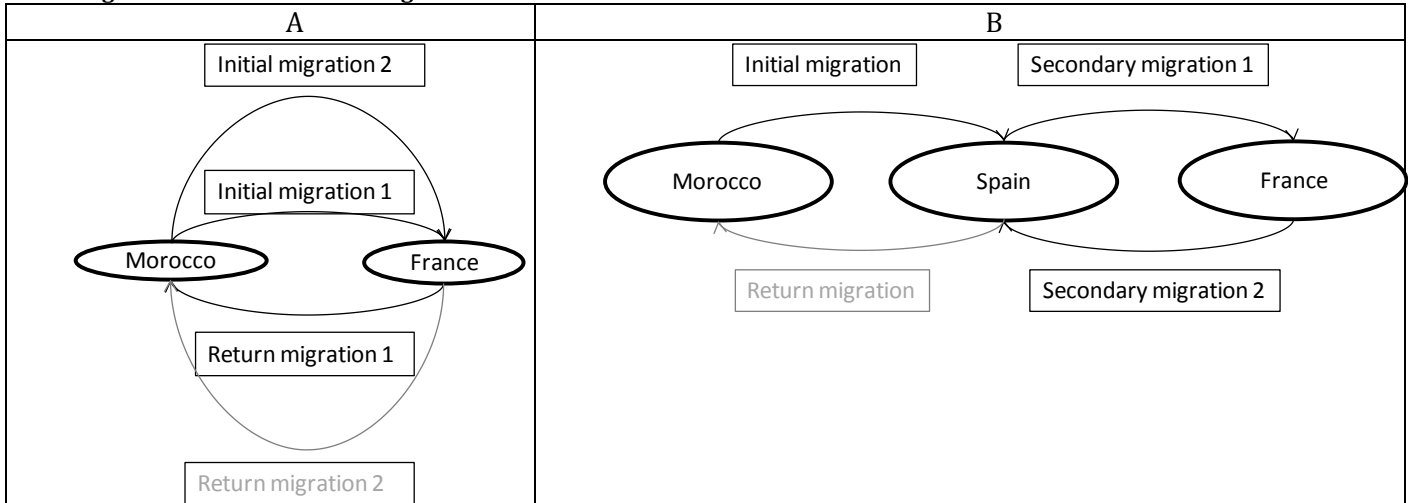 A
B
Initial migration 2
Initial migration
Secondary migration 1
Initial migration 1
Morocco
Spain
France
Morocco
France
Return migration
Secondary migration 2
Return migration 1
Return migration 2